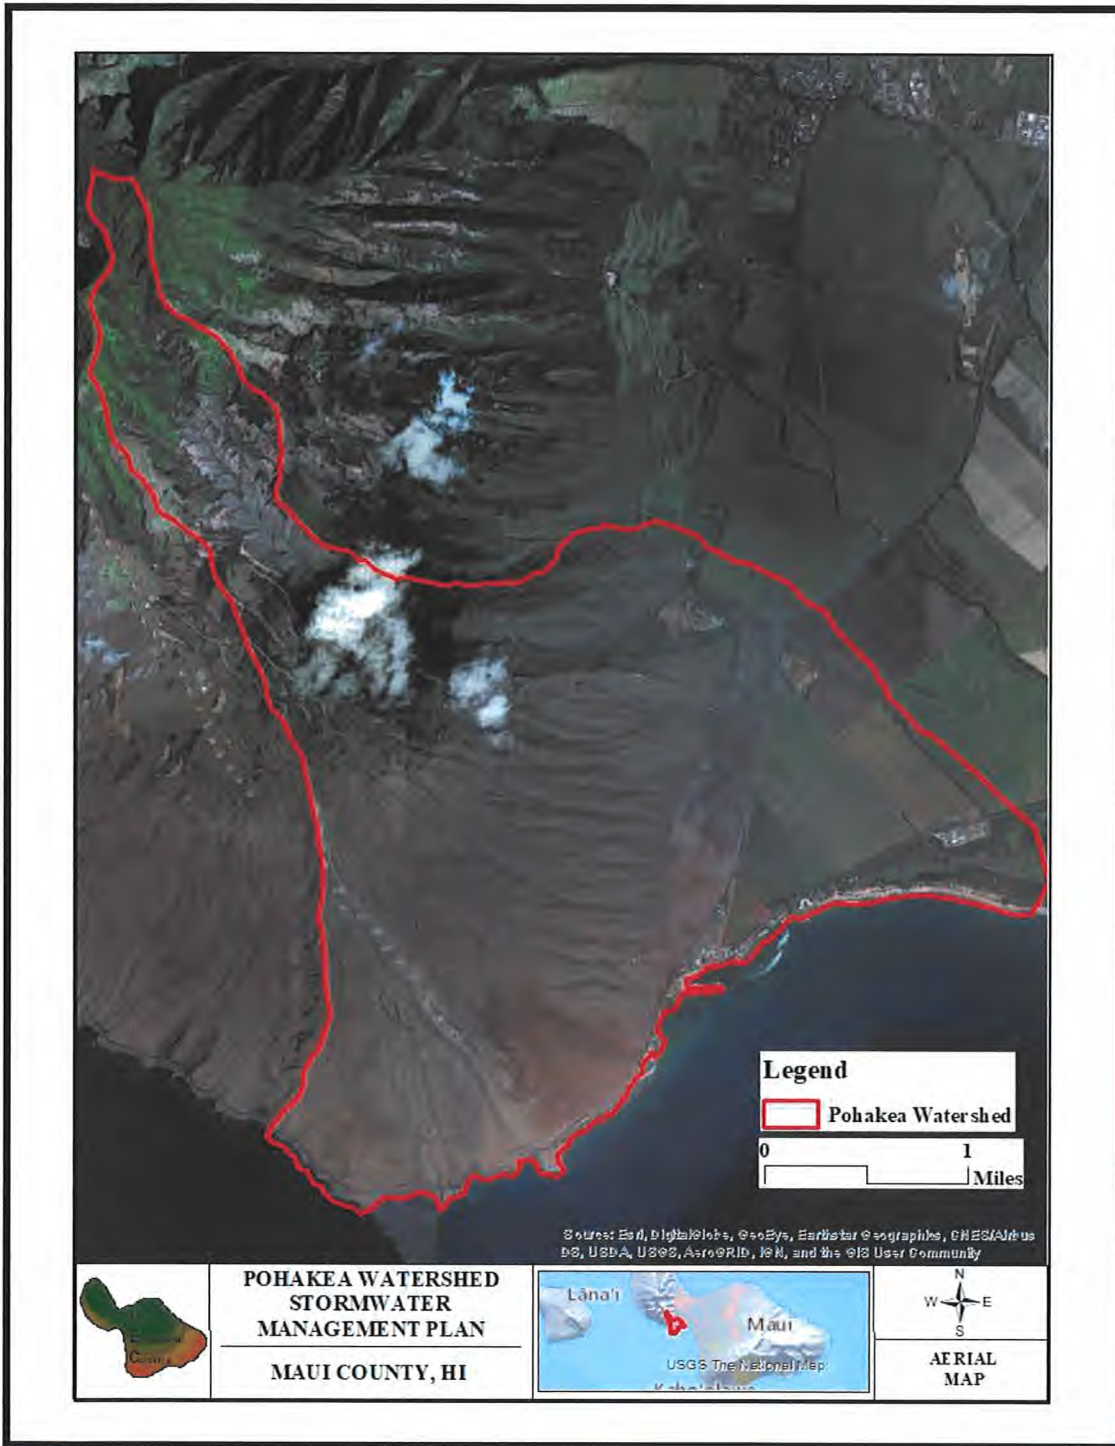 Legend
Pohakea Watershed
0 1
Miles
Source: Esri, DigitalGlobe, GeoEye, Earthstar Geographics, CNES/Airbus
DS, USDA, USGS, AeroGRID, IGN, and the GIS User Community
POHAKEA WATERSHED
STORMWATER
MANAGEMENT PLAN
MAUI COUNTY, HI
Lāna'i
Maui
USGS The National Map
N
W E
S
AERIAL
MAP